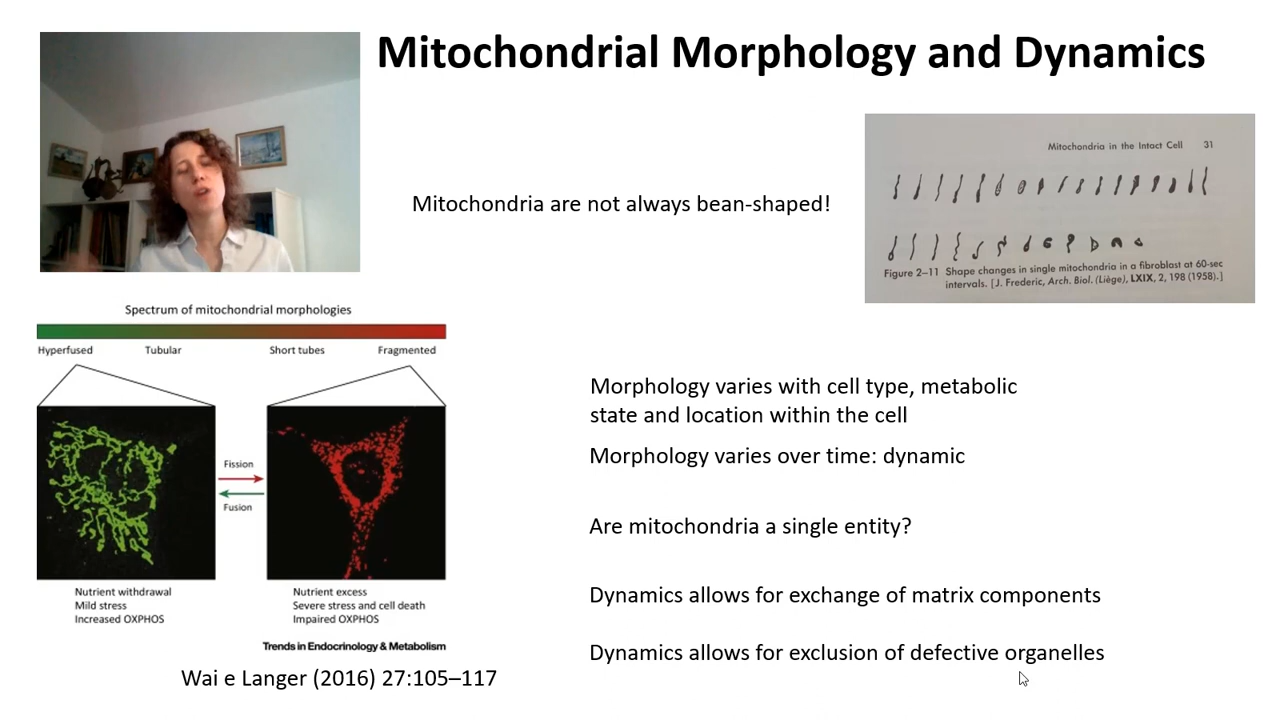 Mitochondrial Morphology and Dynamics
Mitochondria are not always bean-shaped!
Mitochondria in the Intact Cell 31
Figure 2–11 Shape changes in single mitochondria in a fibroblast at 60-sec
intervals. [J. Frederic, Arch. Biol. (Liège), LXIX, 2, 198 (1958).]
Spectrum of mitochondrial morphologies
Hyperfused Tubular Short tubes Fragmented
Fission
Fusion
Nutrient withdrawal
Mild stress
Increased OXPHOS
Nutrient excess
Severe stress and cell death
Impaired OXPHOS
Trends in Endocrinology & Metabolism
Wai e Langer (2016) 27:105–117
Morphology varies with cell type, metabolic
state and location within the cell
Morphology varies over time: dynamic
Are mitochondria a single entity?
Dynamics allows for exchange of matrix components
Dynamics allows for exclusion of defective organelles